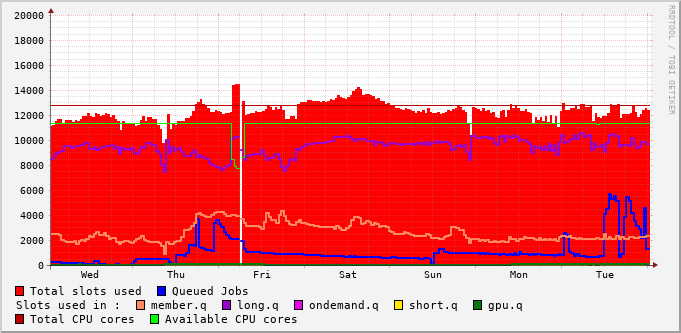 RRDTOOL / TOBI OETIKER
20000
18000
16000
14000
12000
10000
8000
6000
4000
2000
0
Wed Thu Fri Sat Sun Mon Tue
Total slots used Queued Jobs
Slots used in : member.q long.q ondemand.q short.q gpu.q
Total CPU cores Available CPU cores